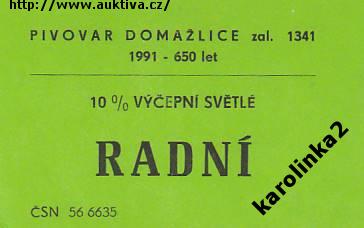 http://www.auktiva.cz/
PIVOVAR DOMAŽLICE zal. 1341
1991 - 650 let
10 % VÝČEPNÍ SVĚTLÉ
RADNÍ
karolinka2
ČSN 56 6635